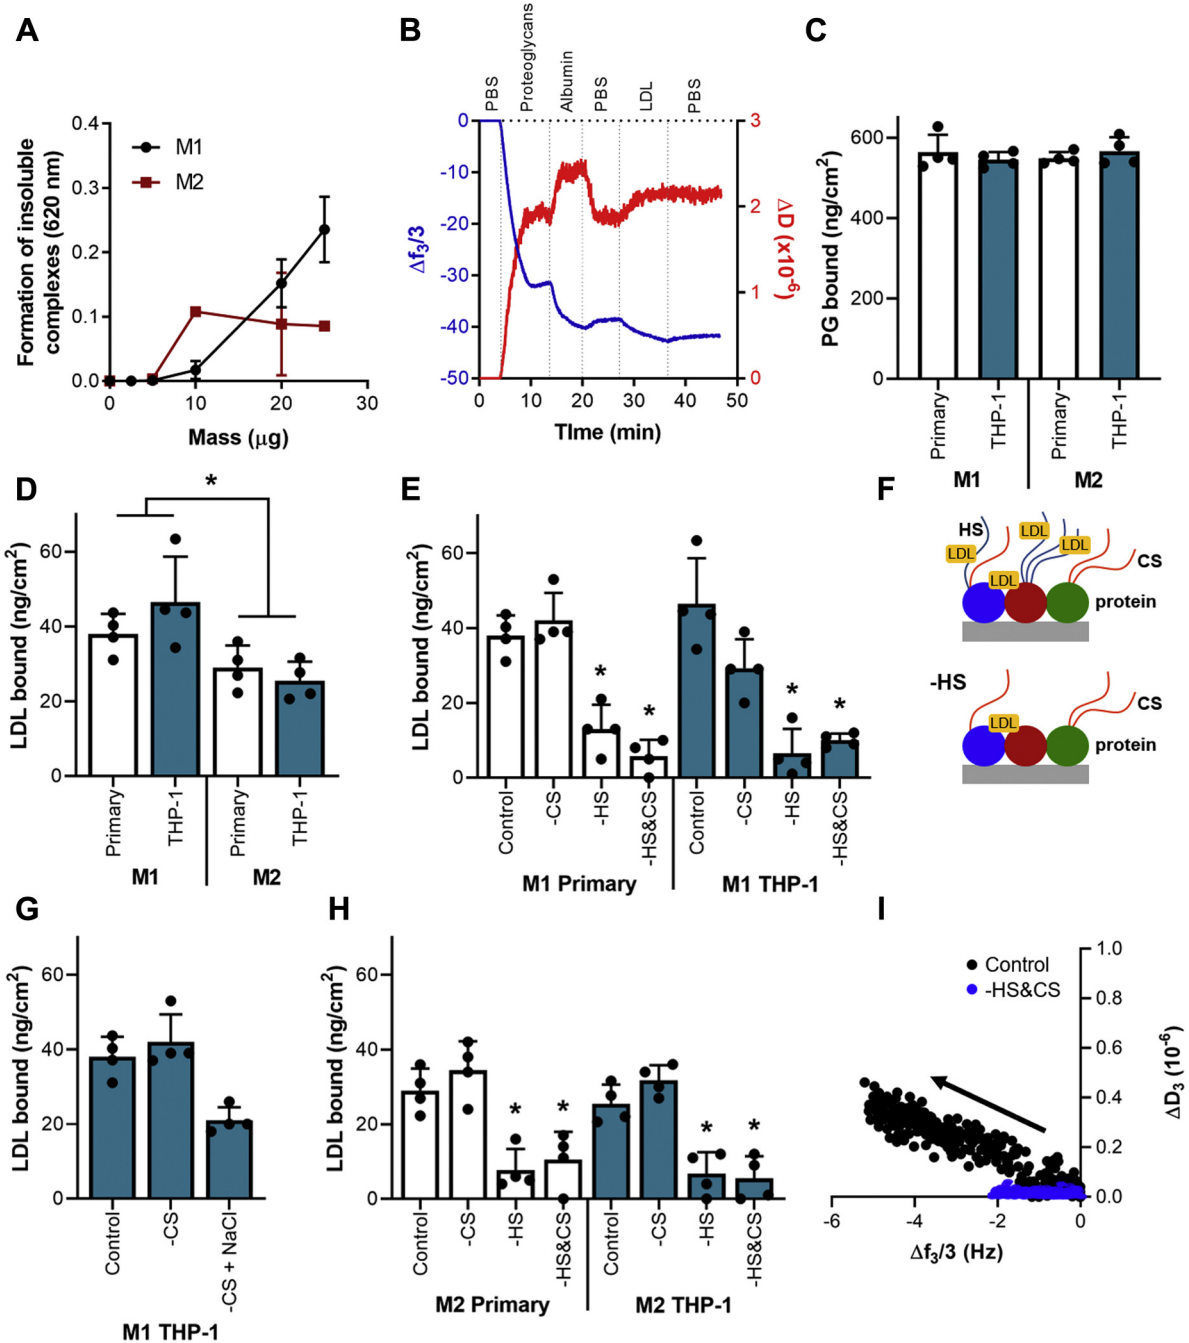 A
Formation of insoluble
complexes (620 nm)
0.4
0.3
0.2
0.1
0.0
M1
M2
0 10 20 30
Mass (μg)
B
PBS
Proteoglycans
Albumin
PBS
LDL
PBS
Δf3/3
0
-10
-20
-30
-40
-50
3
2
1
0
ΔD (x10-6)
0 10 20 30 40 50
TIme (min)
C
PG bound (ng/cm2)
600
400
200
0
Primary
THP-1
Primary
THP-1
M1 M2
D
LDL bound (ng/cm2)
60
40
20
0
*
Primary
THP-1
Primary
THP-1
M1 M2
E
LDL bound (ng/cm2)
60
40
20
0
* * * *
Control
-CS
-HS
-HS&CS
Control
-CS
-HS
-HS&CS
M1 Primary M1 THP-1
F
HS
LDL
LDL
LDL
LDL
CS
protein
-HS
LDL
CS
protein
G
LDL bound (ng/cm2)
60
40
20
0
Control
-CS
-CS + NaCl
M1 THP-1
H
LDL bound (ng/cm2)
60
40
20
0
* * * *
Control
-CS
-HS
-HS&CS
Control
-CS
-HS
-HS&CS
M2 Primary M2 THP-1
I
Control
-HS&CS
1.0
0.8
0.6
0.4
0.2
0.0
ΔD3 (10-6)
-6 -4 -2 0
Δf3/3 (Hz)